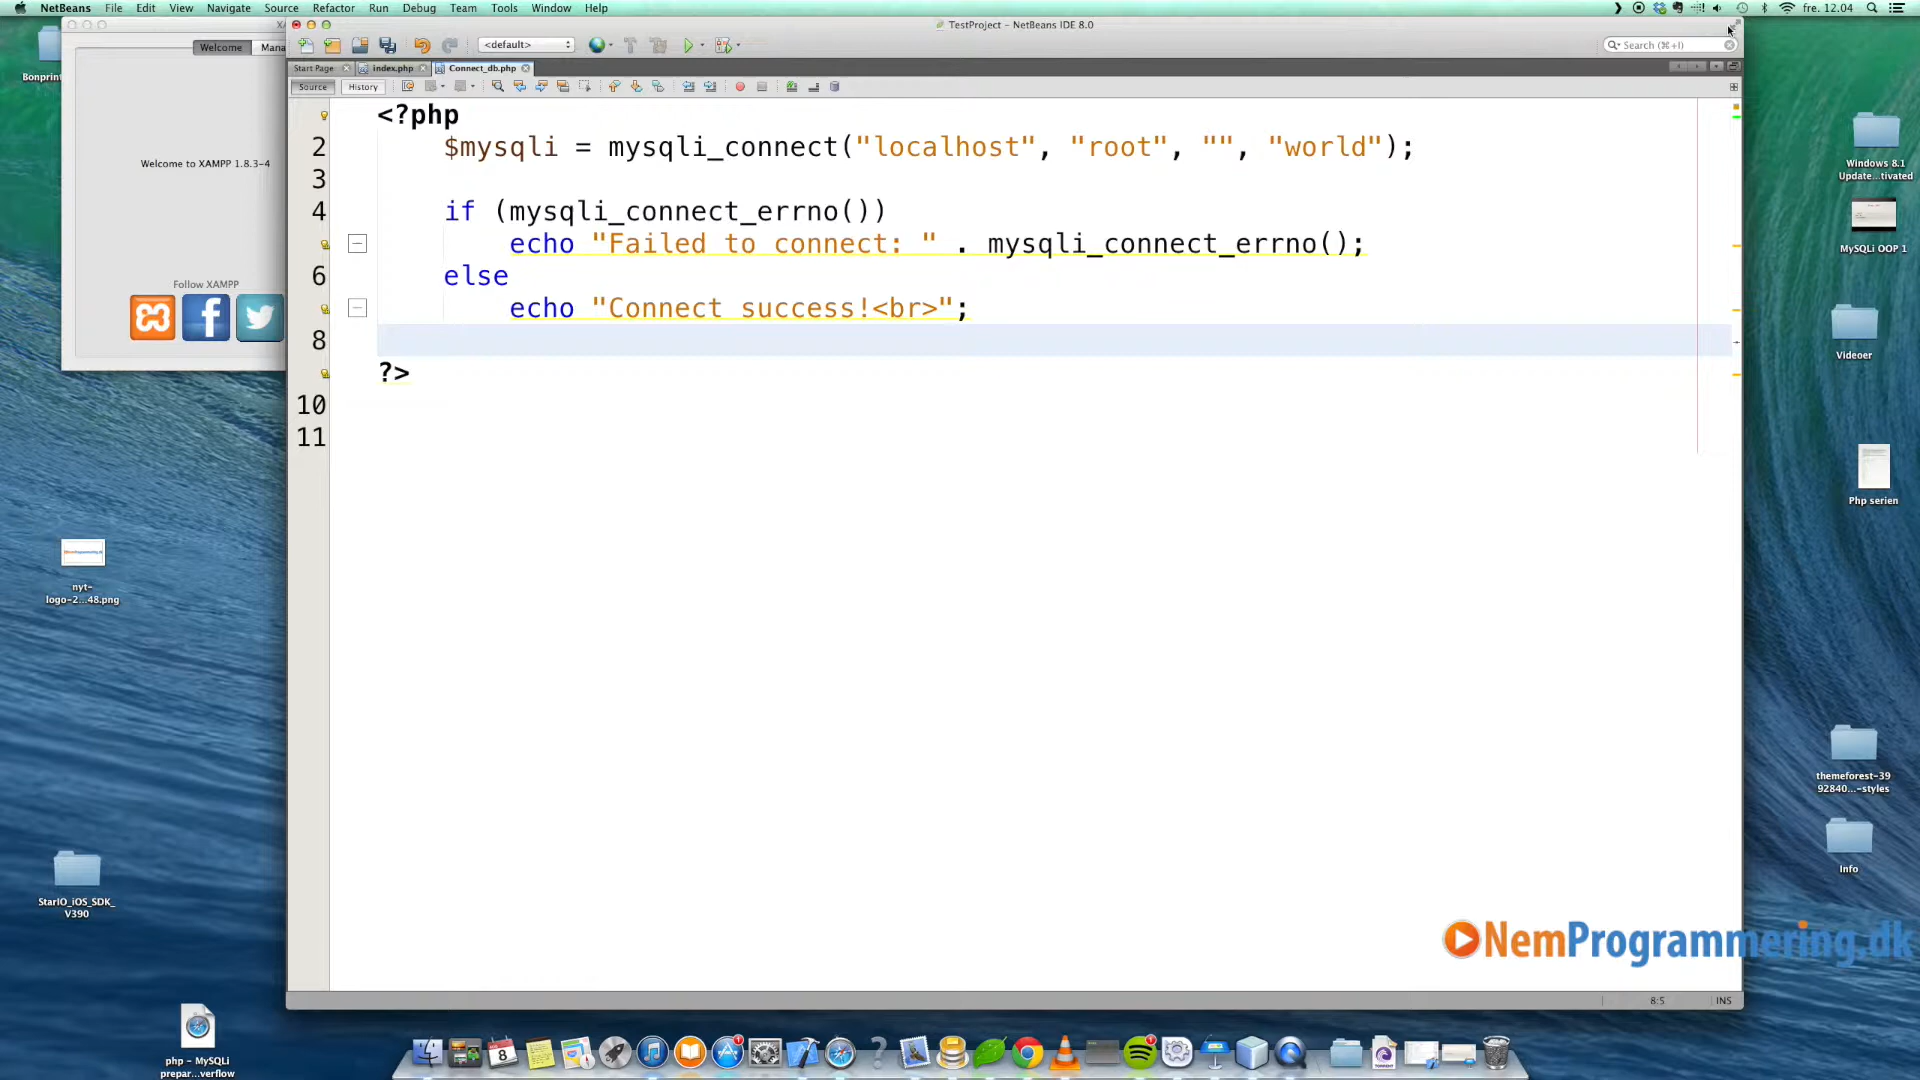 NetBeans File Edit View Navigate Source Refactor Run Debug Team Tools Window Help
fre. 12.04
TestProject – NetBeans IDE 8.0
Welcome
Mana
<default>
Search (⌘+I)
Start Page
index.php
Connect_db.php
Source
History
Bonprint
<?php
2 $mysqli = mysqli_connect("localhost", "root", "", "world");
3
4 if (mysqli_connect_errno())
echo "Failed to connect: " . mysqli_connect_errno();
6 else
echo "Connect success!<br>";
8
?>
10
11
Welcome to XAMPP 1.8.3-4
Follow XAMPP
Windows 8.1
Update...tivated
MySQLi OOP 1
Videoer
Php serien
nyt-
logo-2...48.png
themeforest-39
92840...-styles
Info
StarIO_iOS_SDK_
V390
NemProgrammering.dk
8:5
INS
php – MySQLi
prepar...verflow
8